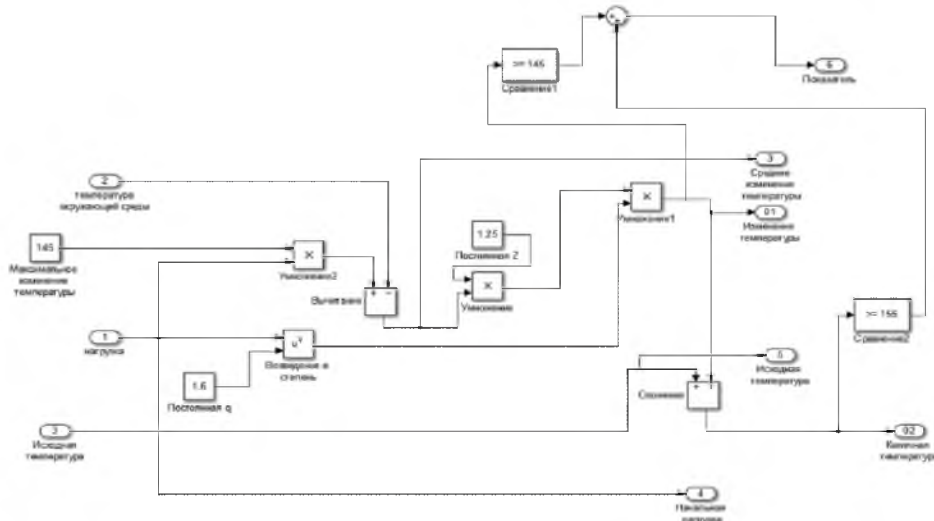 >= 145
Сравнение1
6
Показатель
2
температура
окружающей среды
3
Среднее
изменение
температуры
Умножение1
01
Изменение
температуры
145
Максимальное
изменение
температуры
Умножение2
1.25
Постоянная Z
+ -
Вычитание
Умножение
1
нагрузка
u^v
Возведение в
степень
1.6
Постоянная q
>= 155
Сравнение2
5
Исходная
температура
+ +
Сложение
3
Исходная
температура
02
Конечная
температура
4
Начальная